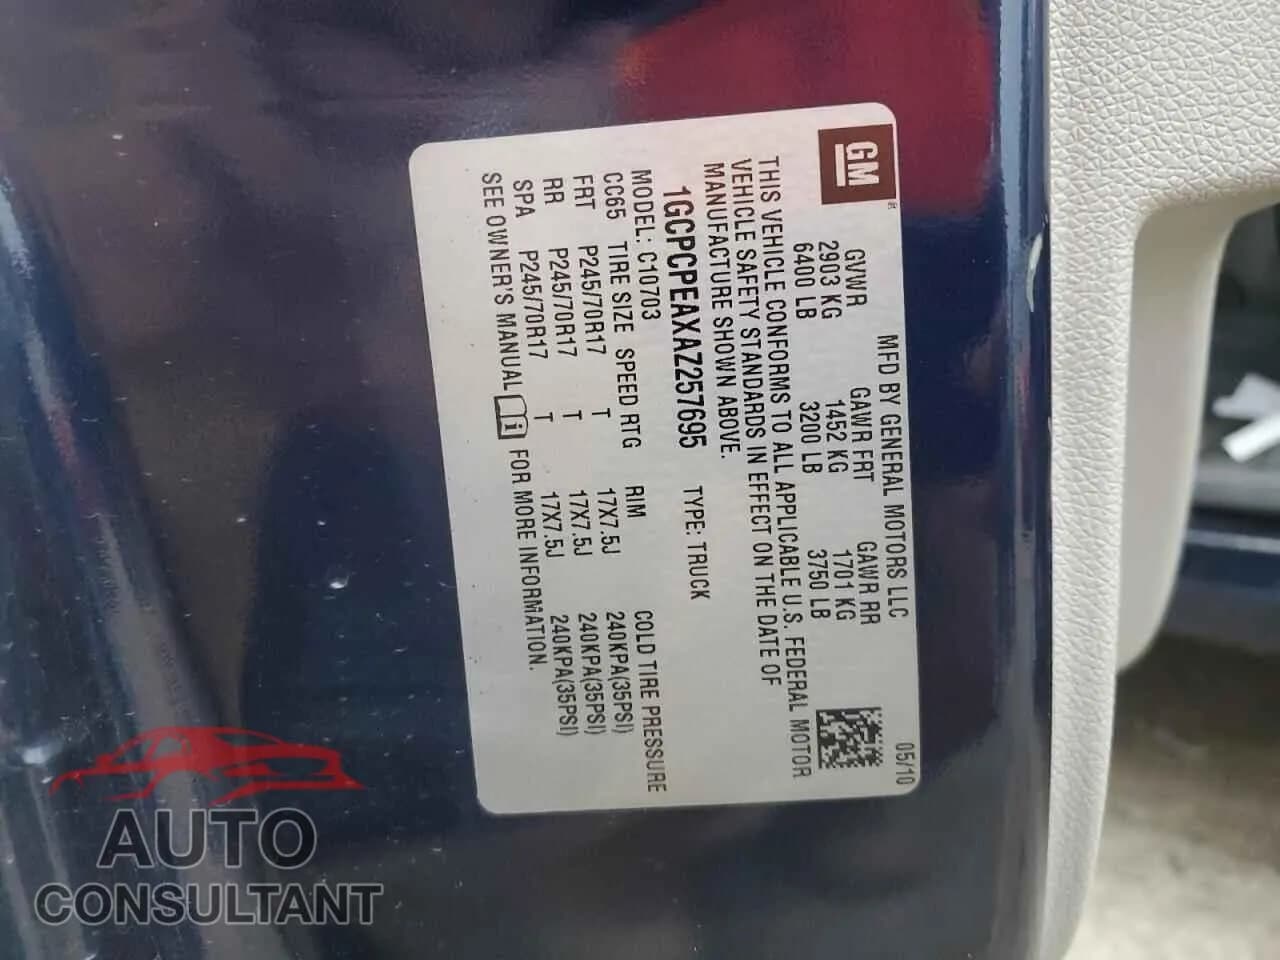 GM
MFD BY GENERAL MOTORS LLC
05/10
GVWR GAWR FRT GAWR RR
2903 KG 1452 KG 1701 KG
6400 LB 3200 LB 3750 LB
THIS VEHICLE CONFORMS TO ALL APPLICABLE U.S. FEDERAL MOTOR
VEHICLE SAFETY STANDARDS IN EFFECT ON THE DATE OF
MANUFACTURE SHOWN ABOVE.
1GCPCPEAXAZ257695 TYPE: TRUCK
MODEL: C10703
CC65 TIRE SIZE SPEED RTG RIM COLD TIRE PRESSURE
FRT P245/70R17 T 17X7.5J 240KPA(35PSI)
RR P245/70R17 T 17X7.5J 240KPA(35PSI)
SPA P245/70R17 T 17X7.5J 240KPA(35PSI)
SEE OWNER'S MANUAL FOR MORE INFORMATION.
AUTO
CONSULTANT